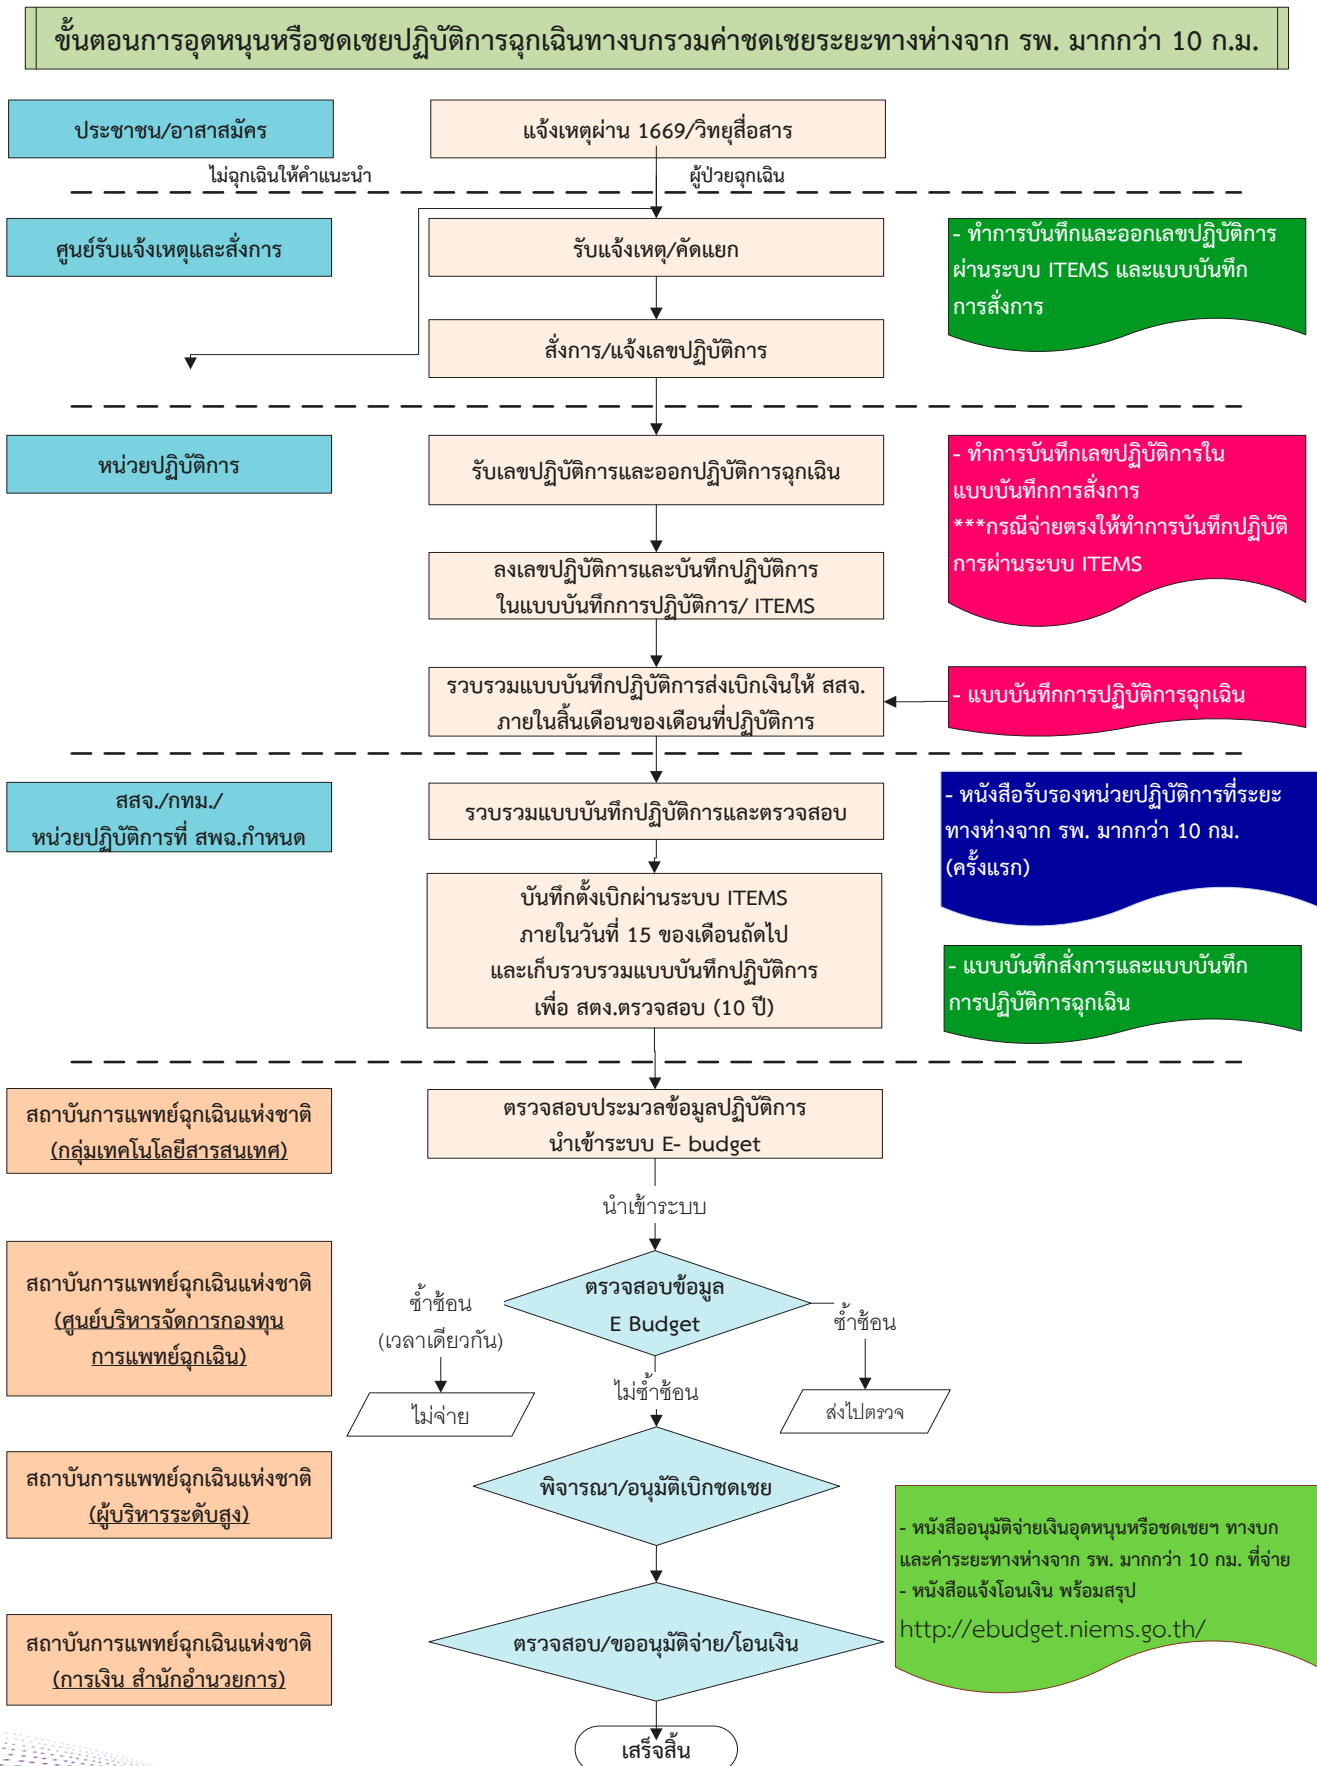 ขั้นตอนการอุดหนุนหรือชดเชยปฏิบัติการฉุกเฉินทางบกรวมค่าชดเชยระยะทางห่างจาก รพ. มากกว่า 10 ก.ม.
ประชาชน/อาสาสมัคร
แจ้งเหตุผ่าน 1669/วิทยุสื่อสาร
ไม่ฉุกเฉินให้คำแนะนำ
ผู้ป่วยฉุกเฉิน
ศูนย์รับแจ้งเหตุและสั่งการ
รับแจ้งเหตุ/คัดแยก
- ทำการบันทึกและออกเลขปฏิบัติการ
ผ่านระบบ ITEMS และแบบบันทึก
การสั่งการ
สั่งการ/แจ้งเลขปฏิบัติการ
หน่วยปฏิบัติการ
รับเลขปฏิบัติการและออกปฏิบัติการฉุกเฉิน
- ทำการบันทึกเลขปฏิบัติการใน
แบบบันทึกการสั่งการ
***กรณีจ่ายตรงให้ทำการบันทึกปฏิบัติ
การผ่านระบบ ITEMS
ลงเลขปฏิบัติการและบันทึกปฏิบัติการ
ในแบบบันทึกการปฏิบัติการ/ ITEMS
รวบรวมแบบบันทึกปฏิบัติการส่งเบิกเงินให้ สสจ.
ภายในสิ้นเดือนของเดือนที่ปฏิบัติการ
- แบบบันทึกการปฏิบัติการฉุกเฉิน
สสจ./กทม./
หน่วยปฏิบัติการที่ สพฉ.กำหนด
รวบรวมแบบบันทึกปฏิบัติการและตรวจสอบ
- หนังสือรับรองหน่วยปฏิบัติการที่ระยะ
ทางห่างจาก รพ. มากกว่า 10 กม.
(ครั้งแรก)
บันทึกตั้งเบิกผ่านระบบ ITEMS
ภายในวันที่ 15 ของเดือนถัดไป
และเก็บรวบรวมแบบบันทึกปฏิบัติการ
เพื่อ สตง.ตรวจสอบ (10 ปี)
- แบบบันทึกสั่งการและแบบบันทึก
การปฏิบัติการฉุกเฉิน
สถาบันการแพทย์ฉุกเฉินแห่งชาติ
(กลุ่มเทคโนโลยีสารสนเทศ)
ตรวจสอบประมวลข้อมูลปฏิบัติการ
นำเข้าระบบ E- budget
นำเข้าระบบ
สถาบันการแพทย์ฉุกเฉินแห่งชาติ
(ศูนย์บริหารจัดการกองทุน
การแพทย์ฉุกเฉิน)
ตรวจสอบข้อมูล
E Budget
ซ้ำซ้อน
(เวลาเดียวกัน)
ซ้ำซ้อน
ไม่ซ้ำซ้อน
ไม่จ่าย
ส่งไปตรวจ
สถาบันการแพทย์ฉุกเฉินแห่งชาติ
(ผู้บริหารระดับสูง)
พิจารณา/อนุมัติเบิกชดเชย
- หนังสืออนุมัติจ่ายเงินอุดหนุนหรือชดเชยฯ ทางบก
และค่าระยะทางห่างจาก รพ. มากกว่า 10 กม. ที่จ่าย
- หนังสือแจ้งโอนเงิน พร้อมสรุป
http://ebudget.niems.go.th/
สถาบันการแพทย์ฉุกเฉินแห่งชาติ
(การเงิน สำนักอำนวยการ)
ตรวจสอบ/ขออนุมัติจ่าย/โอนเงิน
เสร็จสิ้น